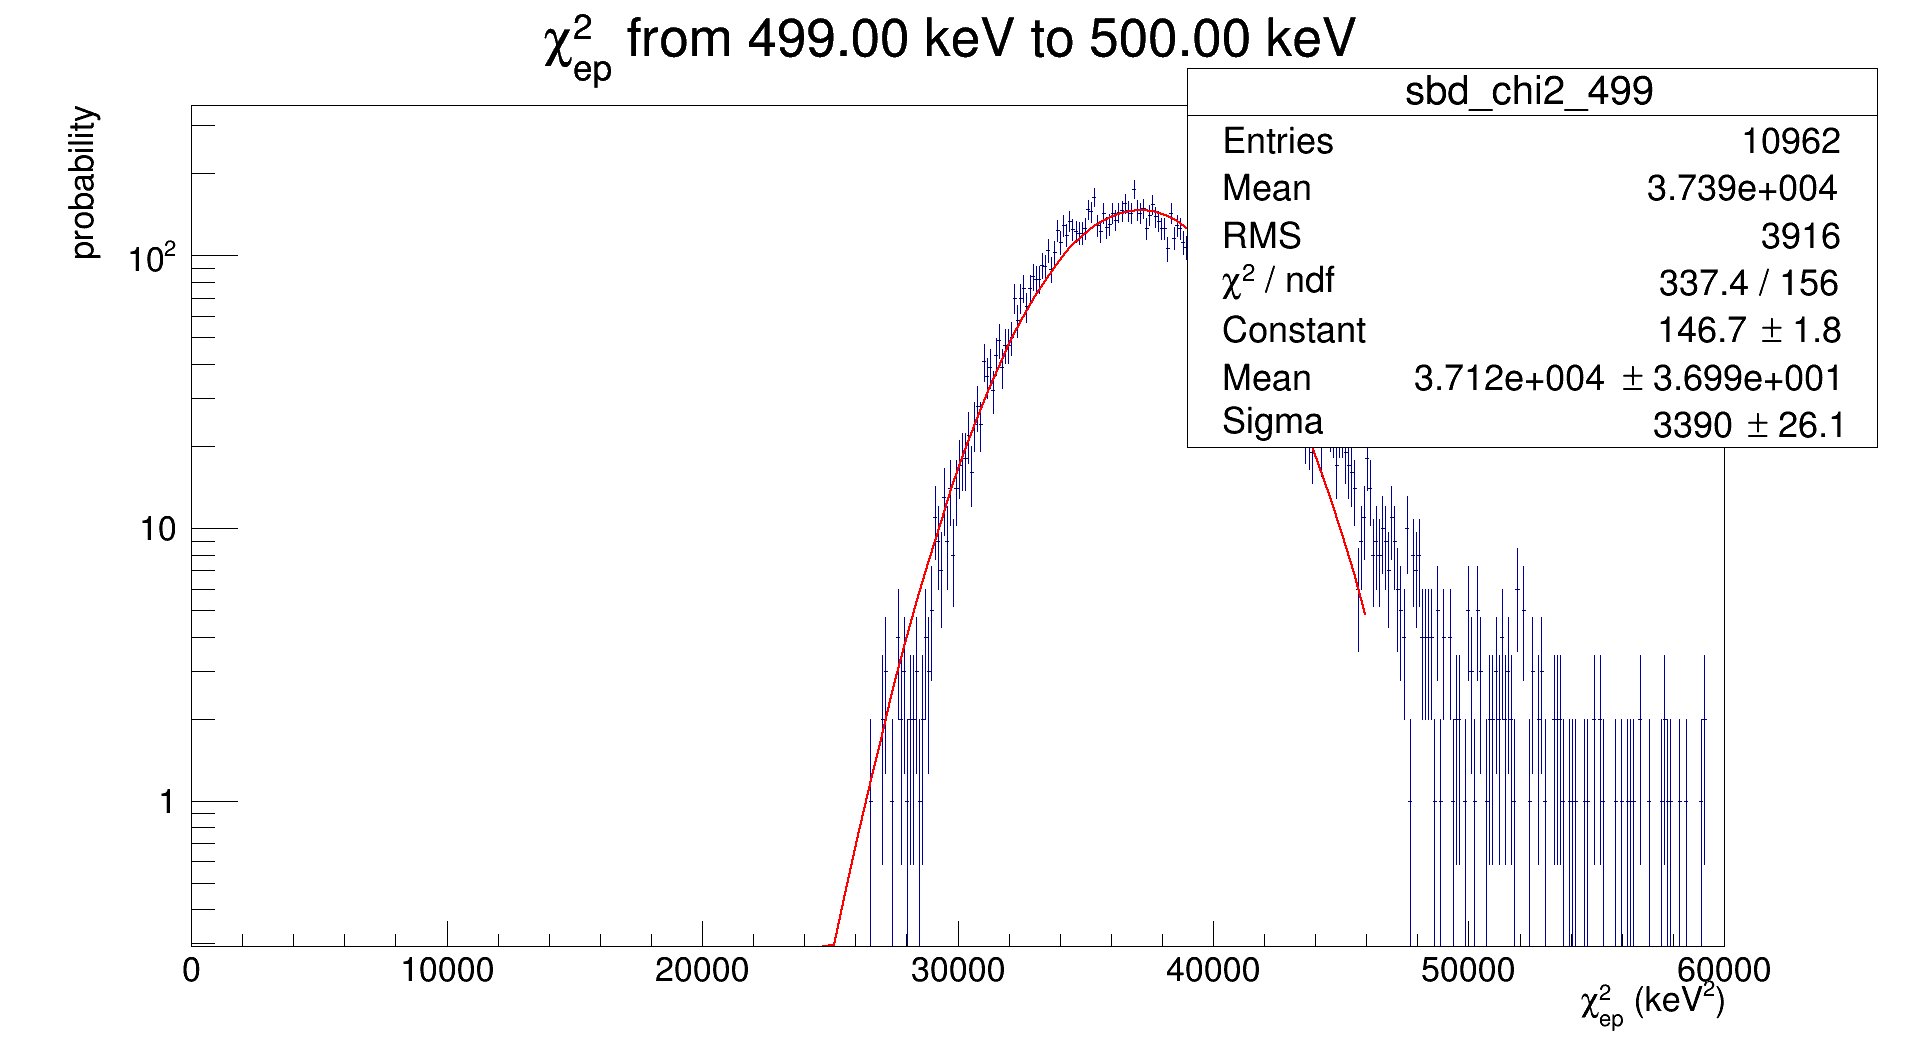 χ²ep from 499.00 keV to 500.00 keV
probability
sbd_chi2_499
Entries 10962
Mean 3.739e+004
RMS 3916
χ² / ndf 337.4 / 156
Constant 146.7 ± 1.8
Mean 3.712e+004 ± 3.699e+001
Sigma 3390 ± 26.1
10²
10
1
0 10000 20000 30000 40000 50000 60000
χ²ep (keV²)